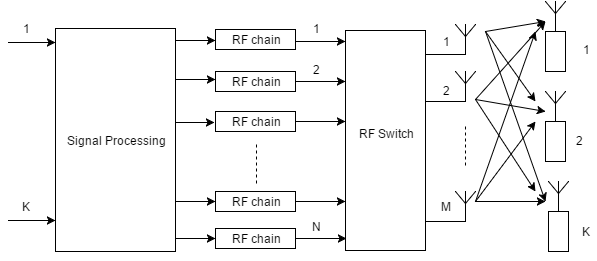 1
K
Signal Processing
RF chain
RF chain
RF chain
RF chain
RF chain
1
2
N
RF Switch
1
2
M
1
2
K